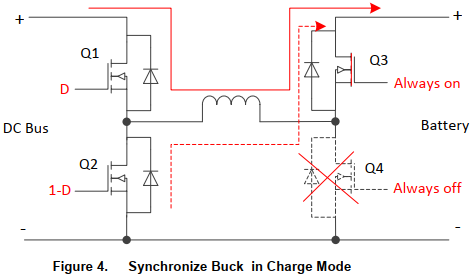 +
+
Q1
Q3
D
Always on
DC Bus
Battery
Q2
Q4
1-D
Always off
-
-
Figure 4. Synchronize Buck in Charge Mode